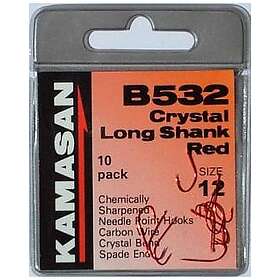 KAMASAN
B532
Crystal
Long Shank
Red
10
pack
SIZE
12
Chemically
Sharpened
Needle Point Hooks
Carbon Wire
Crystal Bend
Spade End